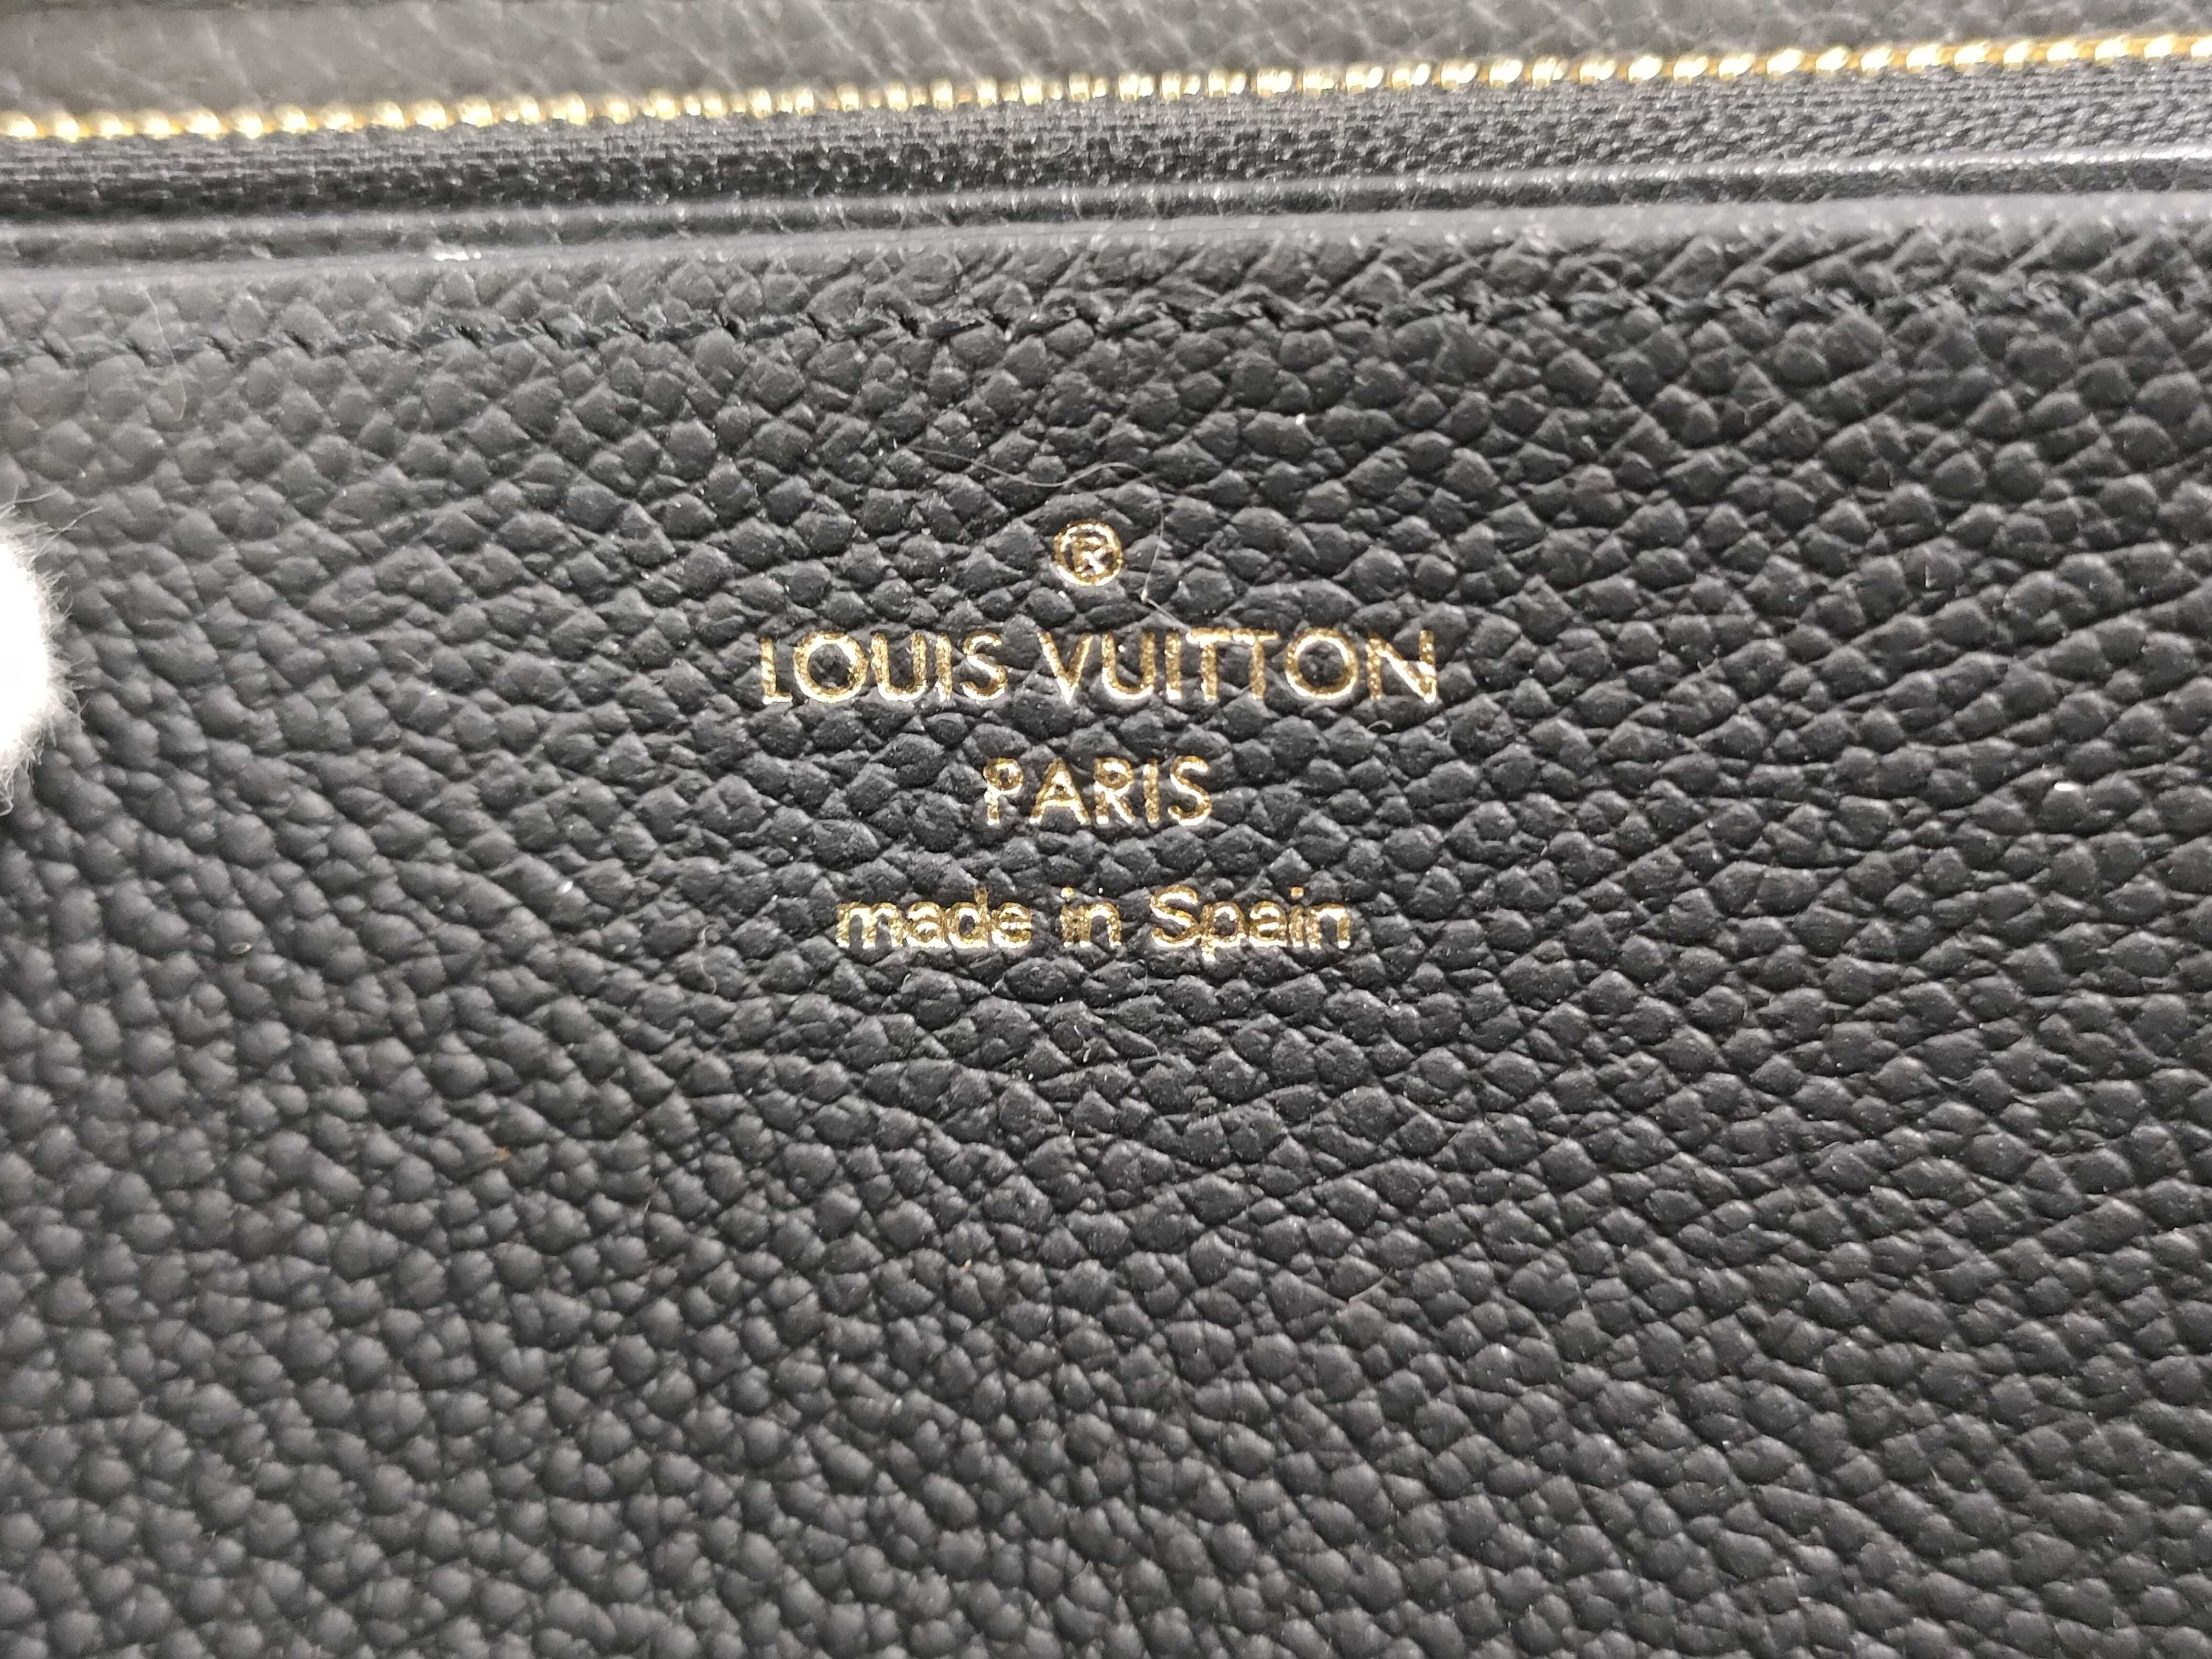 ®
LOUIS VUITTON
PARIS
made in Spain